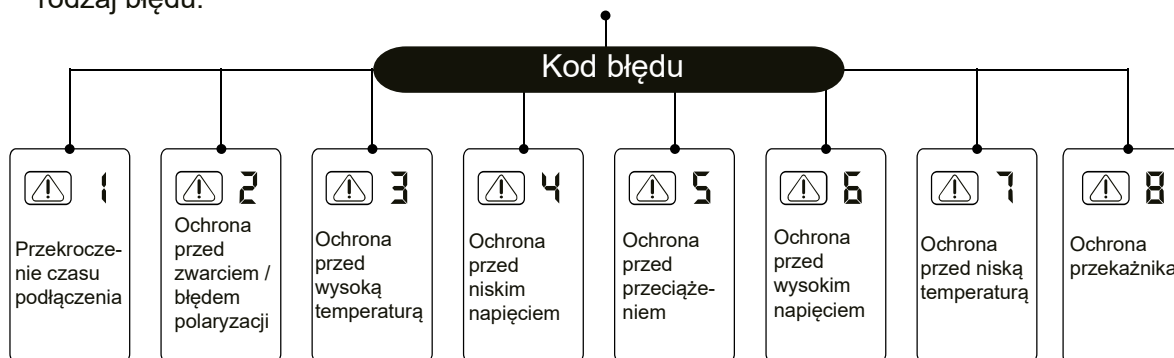 rodzaj błędu:
Kod błędu
1
Przekrocze-
nie czasu
podłączenia
2
Ochrona
przed
zwarciem /
błędem
polaryzacji
3
Ochrona
przed
wysoką
temperaturą
4
Ochrona
przed
niskim
napięciem
5
Ochrona
przed
przeciąże-
niem
6
Ochrona
przed
wysokim
napięciem
7
Ochrona
przed niską
temperaturą
8
Ochrona
przekażnika